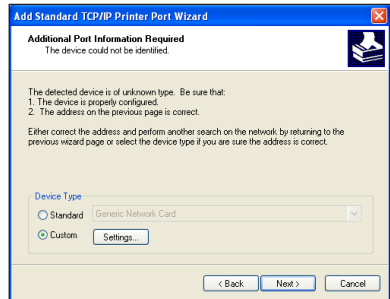 Add Standard TCP/IP Printer Port Wizard
Additional Port Information Required
The device could not be identified.
The detected device is of unknown type. Be sure that:
1. The device is properly configured.
2. The address on the previous page is correct.
Either correct the address and perform another search on the network by returning to the
previous wizard page or select the device type if you are sure the address is correct.
Device Type
Standard
Generic Network Card
Custom
Settings...
< Back
Next >
Cancel